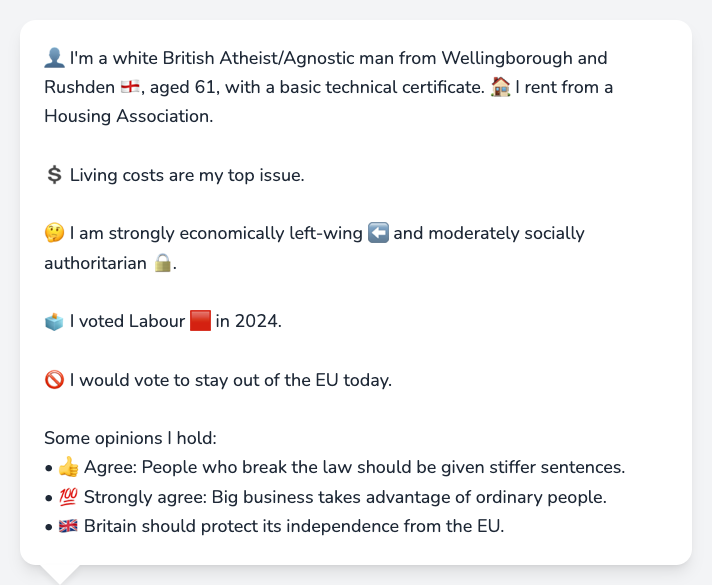 👤 I'm a white British Atheist/Agnostic man from Wellingborough and
Rushden 🏴󠁧󠁢󠁥󠁮󠁧󠁿, aged 61, with a basic technical certificate. 🏠 I rent from a
Housing Association.
💲 Living costs are my top issue.
🤔 I am strongly economically left-wing ⬅️ and moderately socially
authoritarian 🔒.
🗳️ I voted Labour 🟥 in 2024.
🚫 I would vote to stay out of the EU today.
Some opinions I hold:
• 👍 Agree: People who break the law should be given stiffer sentences.
• 💯 Strongly agree: Big business takes advantage of ordinary people.
• 🇬🇧 Britain should protect its independence from the EU.